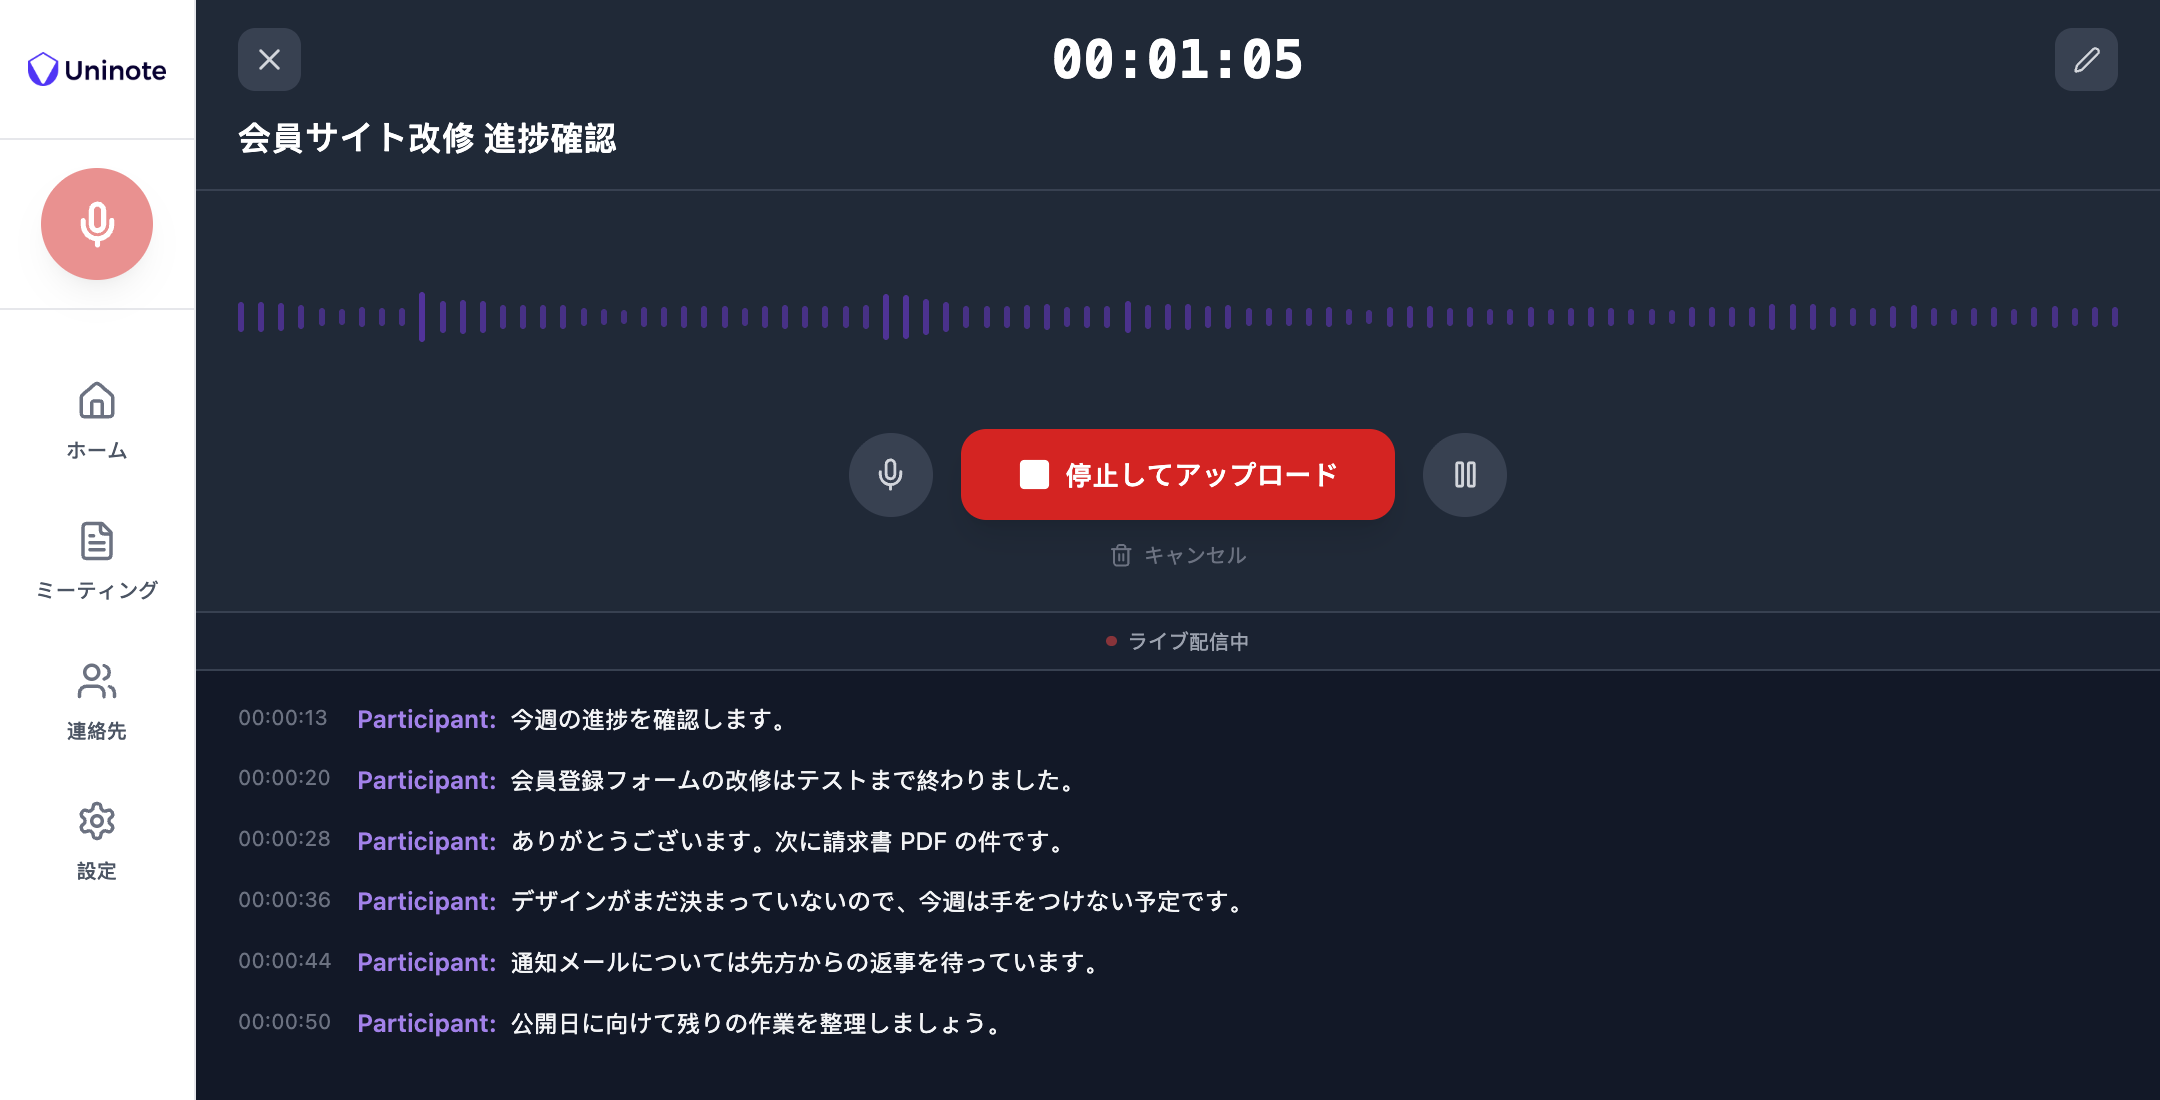 Uninote
ホーム
ミーティング
連絡先
設定
00:01:05
会員サイト改修 進捗確認
停止してアップロード
キャンセル
ライブ配信中
00:00:13 Participant: 今週の進捗を確認します。
00:00:20 Participant: 会員登録フォームの改修はテストまで終わりました。
00:00:28 Participant: ありがとうございます。次に請求書 PDF の件です。
00:00:36 Participant: デザインがまだ決まっていないので、今週は手をつけない予定です。
00:00:44 Participant: 通知メールについては先方からの返事を待っています。
00:00:50 Participant: 公開日に向けて残りの作業を整理しましょう。